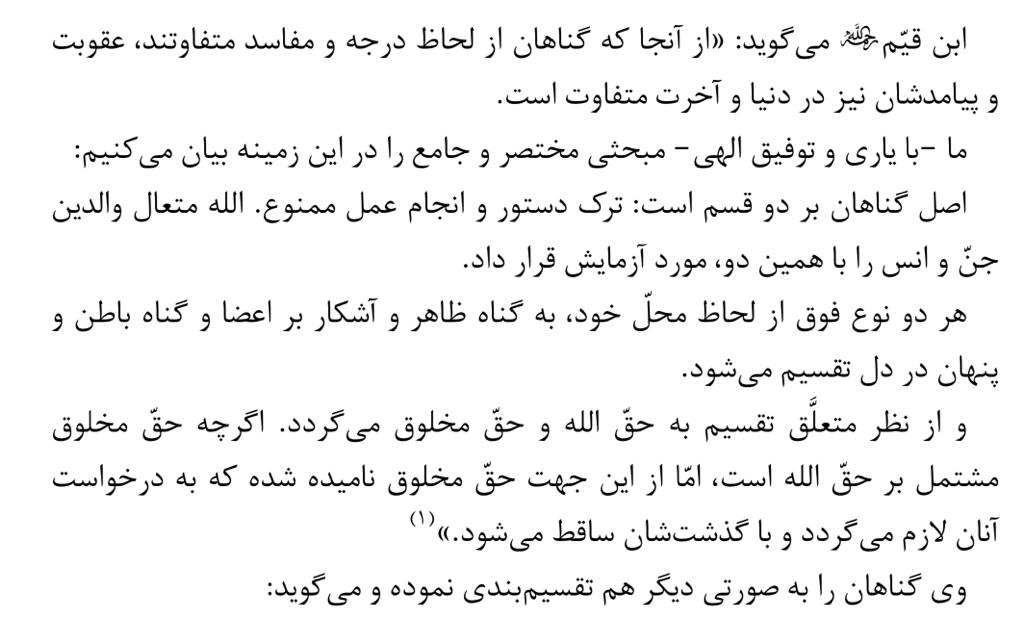 ابن قیّم رحمه‌الله می‌گوید: «از آنجا که گناهان از لحاظ درجه و مفاسد متفاوتند، عقوبت
و پیامدشان نیز در دنیا و آخرت متفاوت است.
ما –با یاری و توفیق الهی– مبحثی مختصر و جامع را در این زمینه بیان می‌کنیم:
اصل گناهان بر دو قسم است: ترک دستور و انجام عمل ممنوع. الله متعال والدین
جنّ و انس را با همین دو، مورد آزمایش قرار داد.
هر دو نوع فوق از لحاظ محلّ خود، به گناه ظاهر و آشکار بر اعضا و گناه باطن و
پنهان در دل تقسیم می‌شود.
و از نظر متعلَّق تقسیم به حقّ الله و حقّ مخلوق می‌گردد. اگرچه حقّ مخلوق
مشتمل بر حقّ الله است، امّا از این جهت حقّ مخلوق نامیده شده که به درخواست
آنان لازم می‌گردد و با گذشت‌شان ساقط می‌شود.»(۱)
وی گناهان را به صورتی دیگر هم تقسیم‌بندی نموده و می‌گوید: